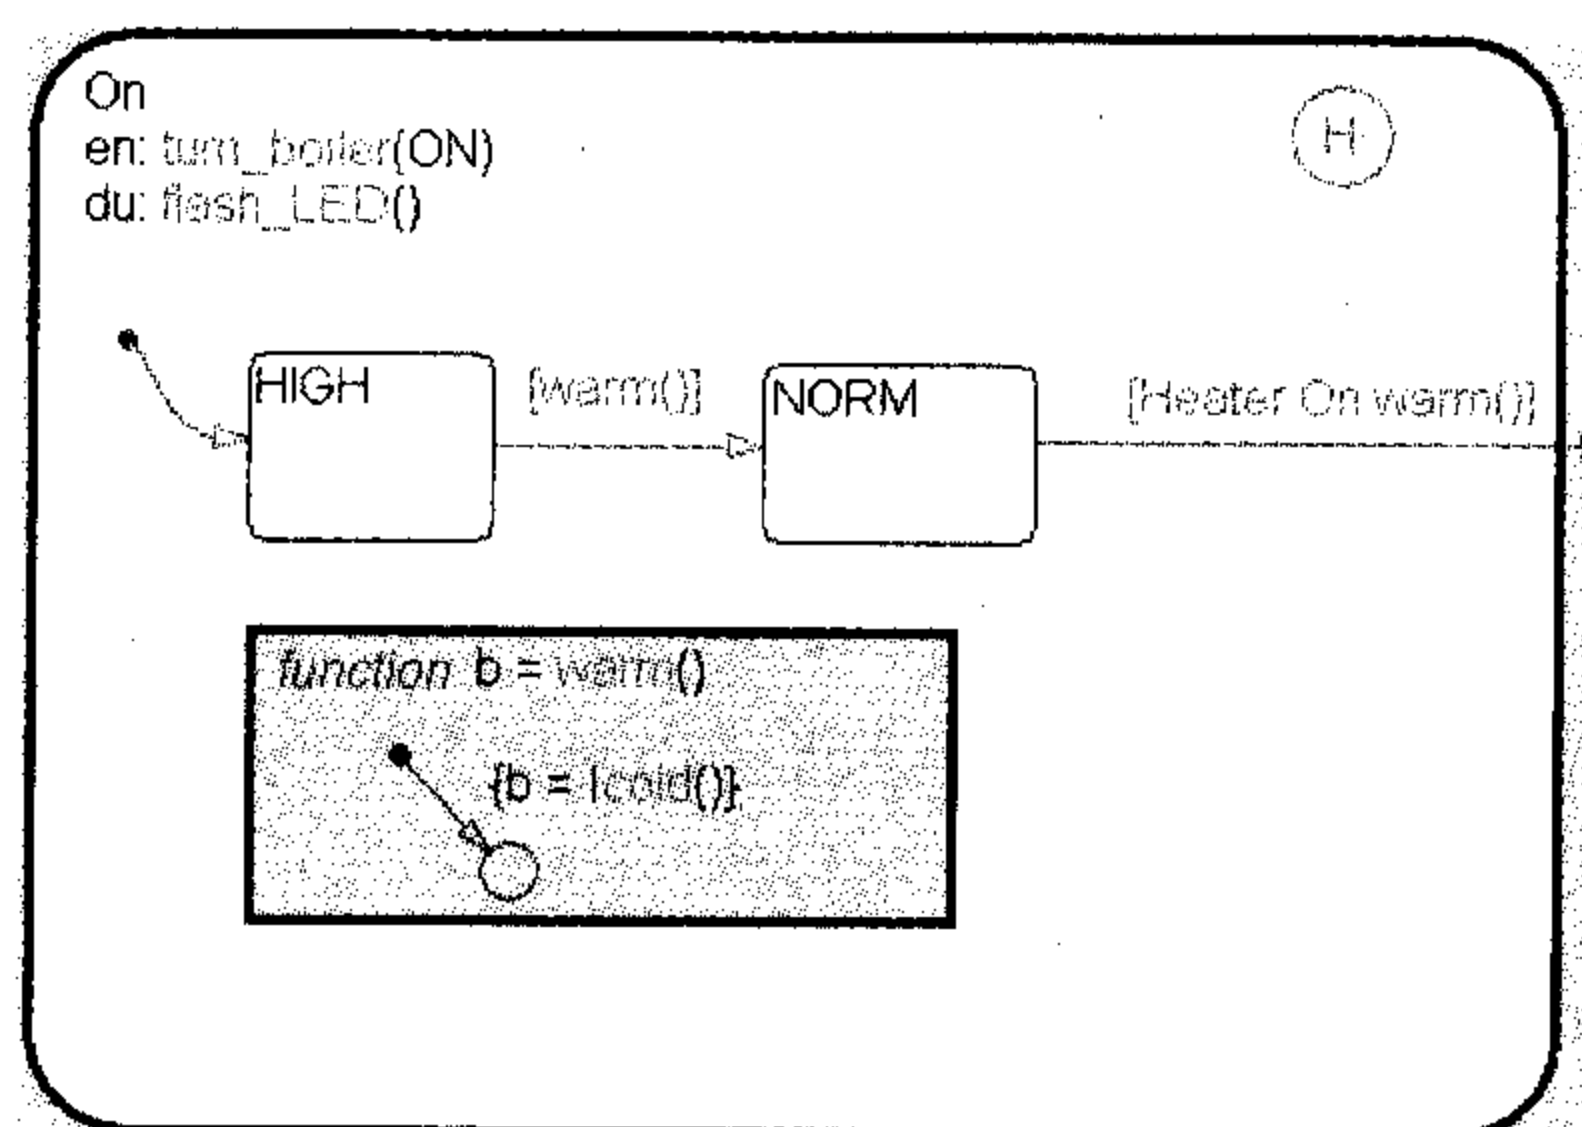 On
en: turn_boiler(ON)
du: flash_LED()
H
HIGH
[warm()]
NORM
[Heater.On.warm()]
function b = warm()
{b = !cold()}